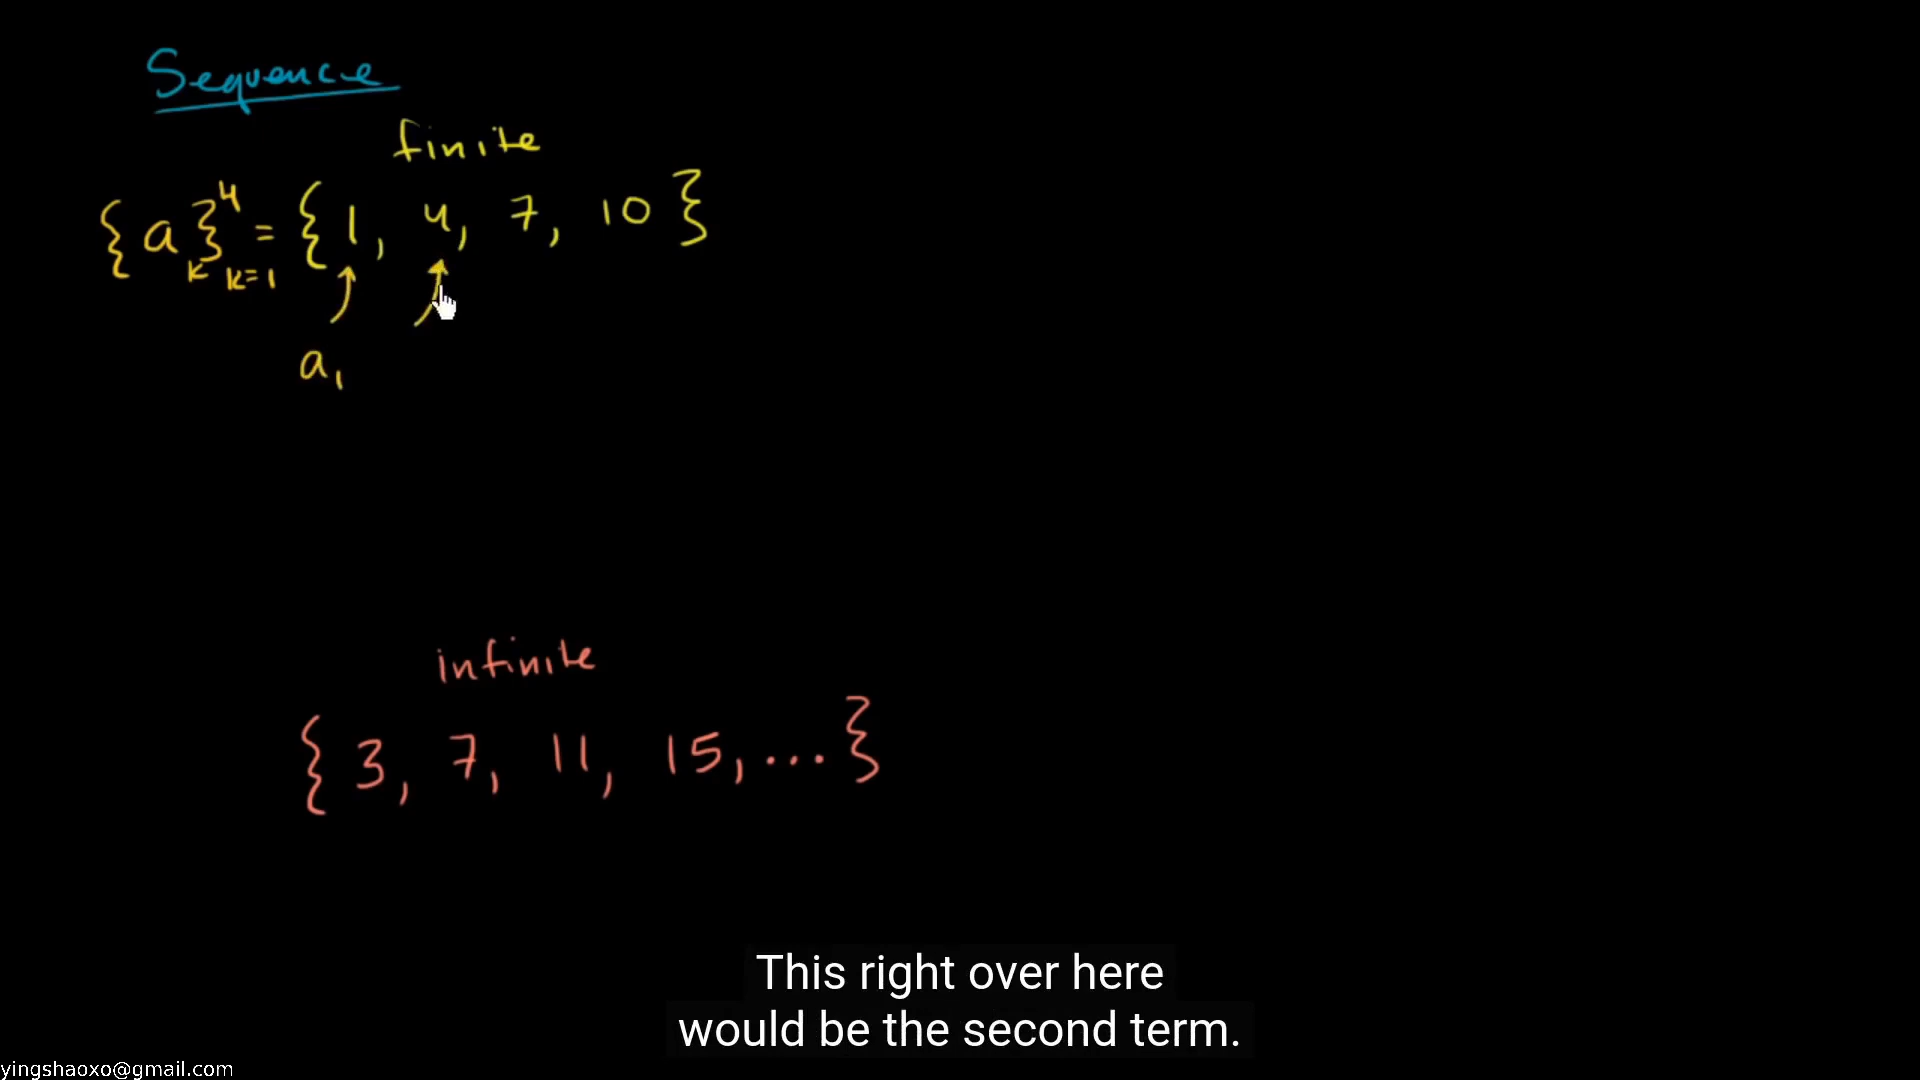 Sequence
finite
{a_k}^4_{k=1} = {1, 4, 7, 10}
a_1
infinite
{3, 7, 11, 15, ...}
This right over here
would be the second term.
yingshaoxo@gmail.com